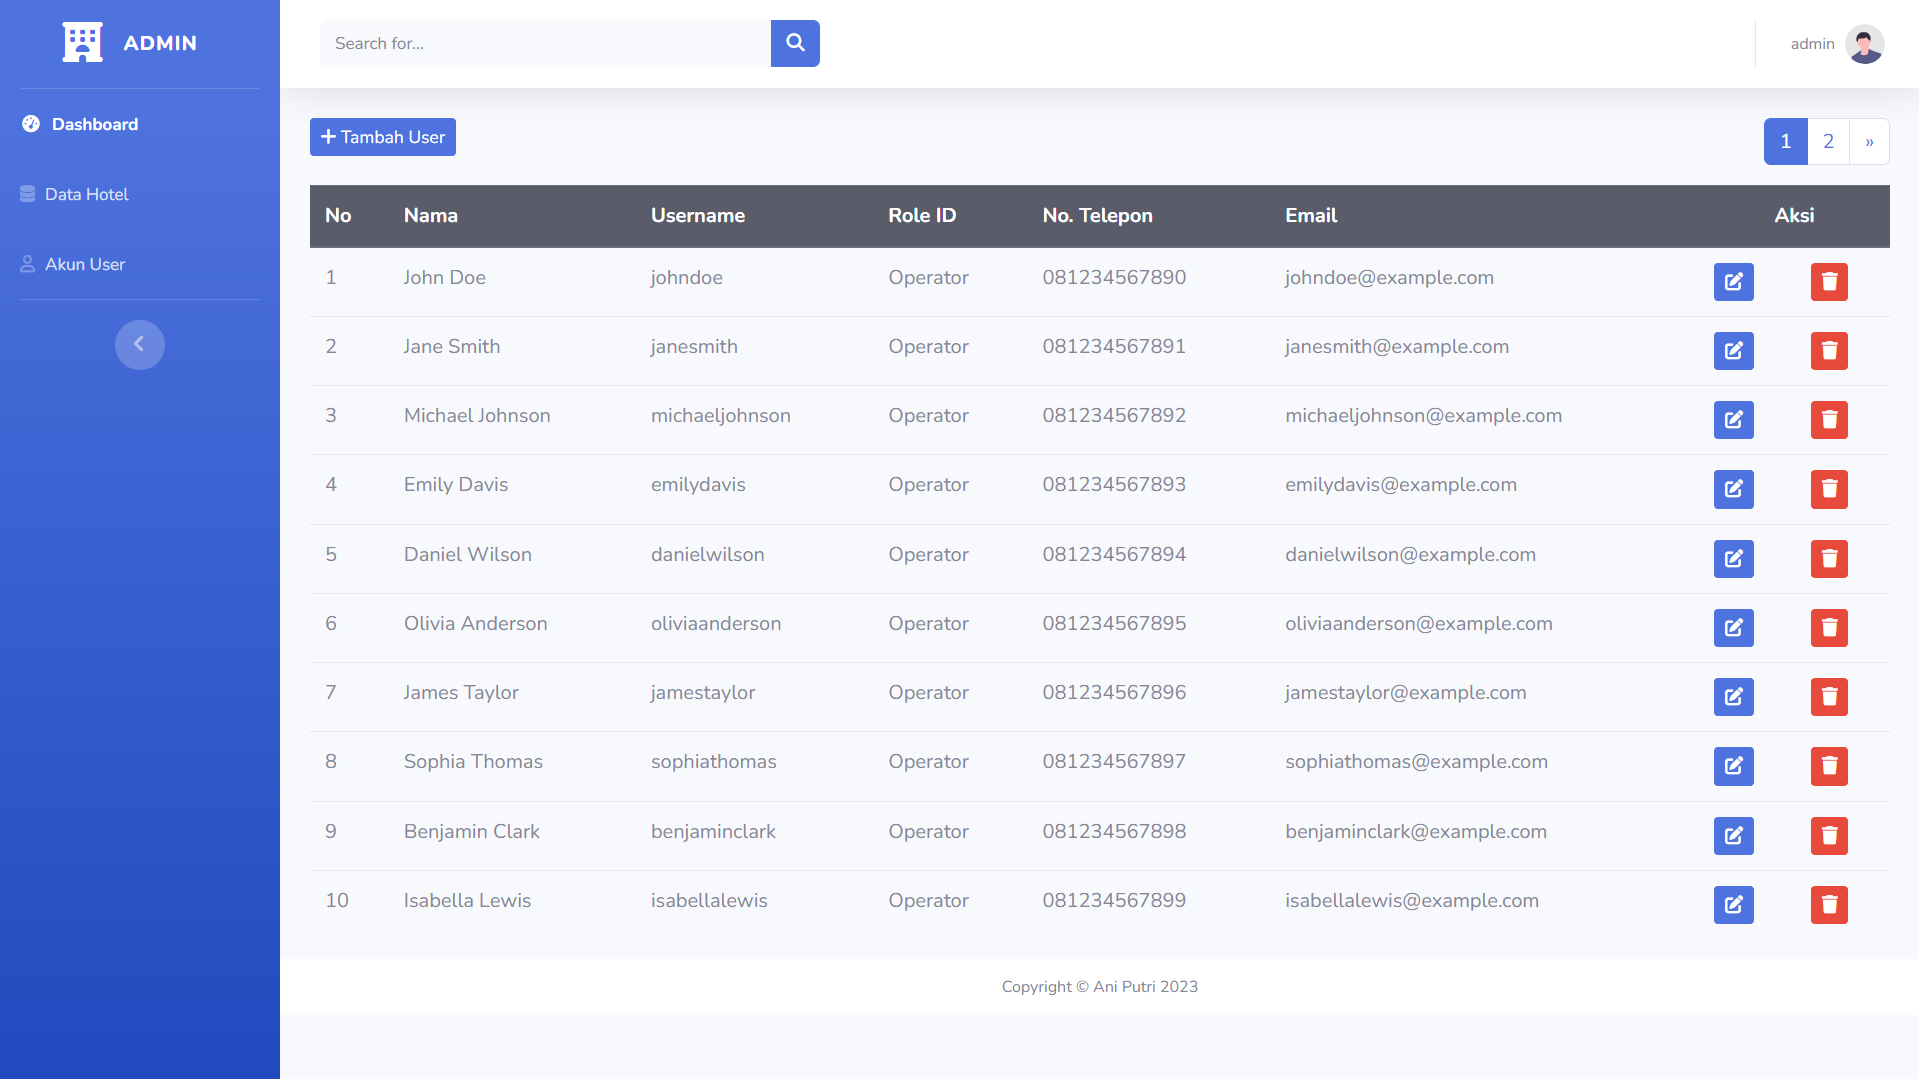 ADMIN
Search for...
admin
Dashboard
Data Hotel
Akun User
Tambah User
1 2 »
No Nama Username Role ID No. Telepon Email Aksi
1 John Doe johndoe Operator 081234567890 johndoe@example.com
2 Jane Smith janesmith Operator 081234567891 janesmith@example.com
3 Michael Johnson michaeljohnson Operator 081234567892 michaeljohnson@example.com
4 Emily Davis emilydavis Operator 081234567893 emilydavis@example.com
5 Daniel Wilson danielwilson Operator 081234567894 danielwilson@example.com
6 Olivia Anderson oliviaanderson Operator 081234567895 oliviaanderson@example.com
7 James Taylor jamestaylor Operator 081234567896 jamestaylor@example.com
8 Sophia Thomas sophiathomas Operator 081234567897 sophiathomas@example.com
9 Benjamin Clark benjaminclark Operator 081234567898 benjaminclark@example.com
10 Isabella Lewis isabellalewis Operator 081234567899 isabellalewis@example.com
Copyright © Ani Putri 2023